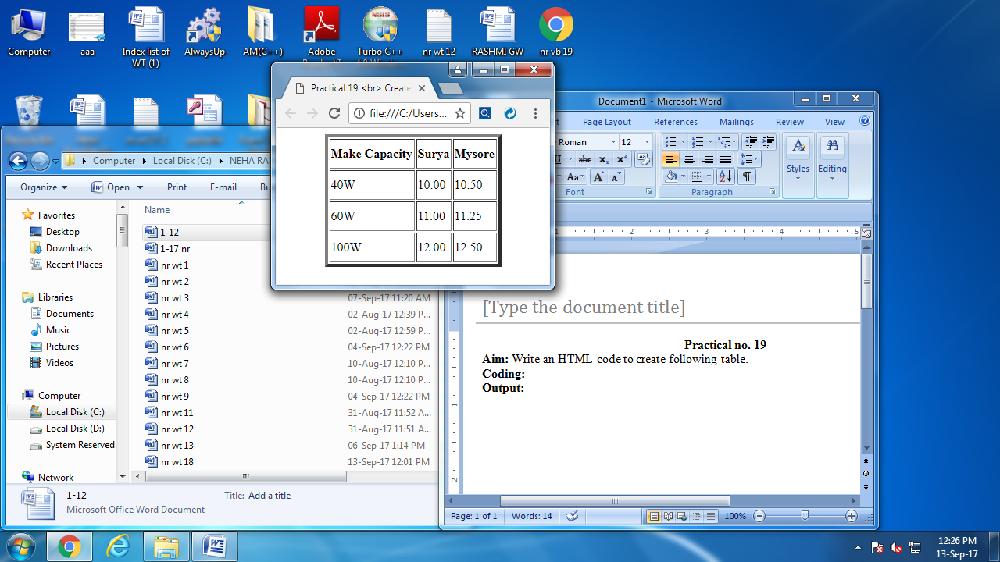 Computer
aaa
Index list of
WT (1)
AlwaysUp
AM(C++)
Adobe
Turbo C++
nr wt 12
RASHMI GW
nr vb 19
NSIS
Practical 19 <br> Create
file:///C:/Users...
Make Capacity Surya Mysore
40W 10.00 10.50
60W 11.00 11.25
100W 12.00 12.50
Document1 - Microsoft Word
Page Layout References Mailings Review View
Roman 12
Font
Paragraph
Styles
Editing
1 2 3 4 5
[Type the document title]
Practical no. 19
Aim: Write an HTML code to create following table.
Coding:
Output:
Page: 1 of 1 Words: 14 100%
Computer Local Disk (C:)
Organize Open Print E-mail
Favorites
Desktop
Downloads
Recent Places
Libraries
Documents
Music
Pictures
Videos
Computer
Local Disk (C:)
Local Disk (D:)
System Reserved
Network
Name
1-12
1-17 nr
nr wt 1
nr wt 2
nr wt 3 07-Sep-17 11:20 AM
nr wt 4 02-Aug-17 12:39 P...
nr wt 5 02-Aug-17 12:59 P...
nr wt 6 04-Sep-17 12:22 PM
nr wt 7 10-Aug-17 12:10 P...
nr wt 8 10-Aug-17 12:10 P...
nr wt 9 04-Sep-17 12:22 PM
nr wt 11 31-Aug-17 11:52 A...
nr wt 12 31-Aug-17 11:51 A...
nr wt 13 06-Sep-17 1:14 PM
nr wt 18 13-Sep-17 12:01 PM
1-12 Title: Add a title
Microsoft Office Word Document
12:26 PM
13-Sep-17